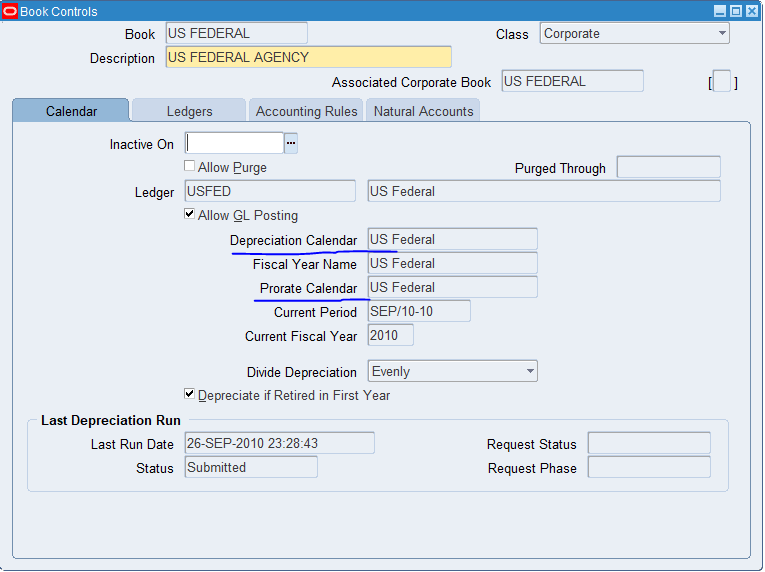 Book Controls
Book US FEDERAL Class Corporate
Description US FEDERAL AGENCY
Associated Corporate Book US FEDERAL [ ]
Calendar Ledgers Accounting Rules Natural Accounts
Inactive On ...
Allow Purge Purged Through
Ledger USFED US Federal
Allow GL Posting
Depreciation Calendar US Federal
Fiscal Year Name US Federal
Prorate Calendar US Federal
Current Period SEP/10-10
Current Fiscal Year 2010
Divide Depreciation Evenly
Depreciate if Retired in First Year
Last Depreciation Run
Last Run Date 26-SEP-2010 23:28:43 Request Status
Status Submitted Request Phase